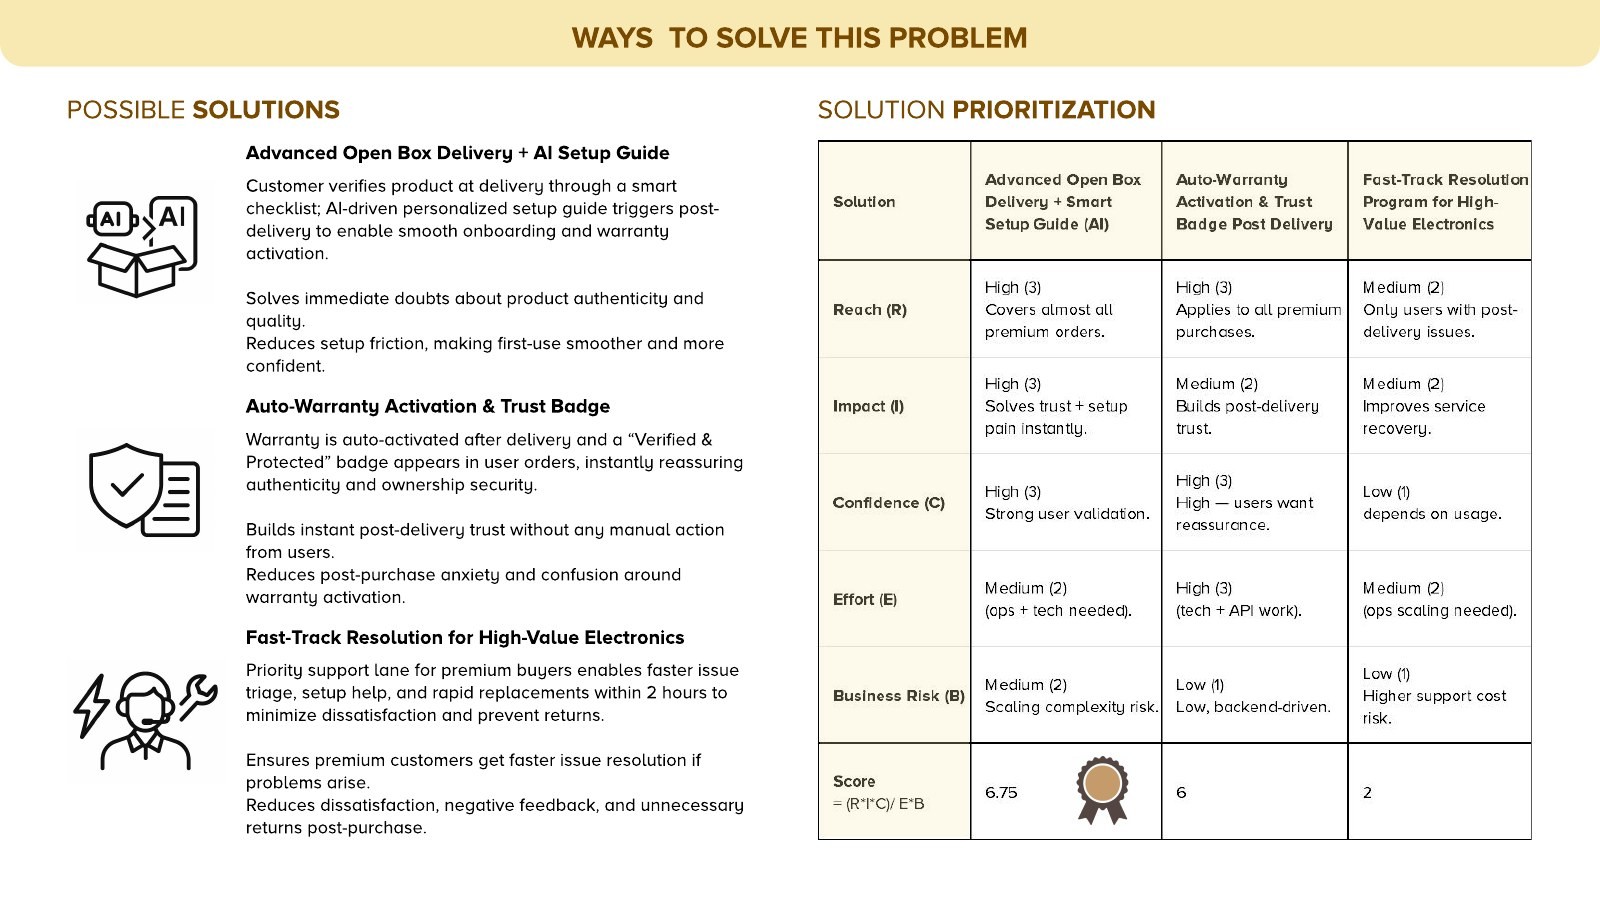 WAYS  TO SOLVE THIS PROBLEM
POSSIBLE SOLUTIONS
Advanced Open Box Delivery + AI Setup Guide
AI
AI
Customer verifies product at delivery through a smart
checklist; AI-driven personalized setup guide triggers post-
delivery to enable smooth onboarding and warranty
activation.
Solves immediate doubts about product authenticity and
quality.
Reduces setup friction, making first-use smoother and more
confident.
Auto-Warranty Activation & Trust Badge
Warranty is auto-activated after delivery and a “Verified &
Protected” badge appears in user orders, instantly reassuring
authenticity and ownership security.
Builds instant post-delivery trust without any manual action
from users.
Reduces post-purchase anxiety and confusion around
warranty activation.
Fast-Track Resolution for High-Value Electronics
Priority support lane for premium buyers enables faster issue
triage, setup help, and rapid replacements within 2 hours to
minimize dissatisfaction and prevent returns.
Ensures premium customers get faster issue resolution if
problems arise.
Reduces dissatisfaction, negative feedback, and unnecessary
returns post-purchase.
SOLUTION PRIORITIZATION
Solution
Advanced Open Box
Delivery + Smart
Setup Guide (AI)
Auto-Warranty
Activation & Trust
Badge Post Delivery
Fast-Track Resolution
Program for High-
Value Electronics
Reach (R)
High (3)
Covers almost all
premium orders.
High (3)
Applies to all premium
purchases.
Medium (2)
Only users with post-
delivery issues.
Impact (I)
High (3)
Solves trust + setup
pain instantly.
Medium (2)
Builds post-delivery
trust.
Medium (2)
Improves service
recovery.
Confidence (C)
High (3)
Strong user validation.
High (3)
High — users want
reassurance.
Low (1)
depends on usage.
Effort (E)
Medium (2)
(ops + tech needed).
High (3)
(tech + API work).
Medium (2)
(ops scaling needed).
Business Risk (B)
Medium (2)
Scaling complexity risk.
Low (1)
Low, backend-driven.
Low (1)
Higher support cost
risk.
Score
= (R*I*C)/ E*B
6.75
6
2